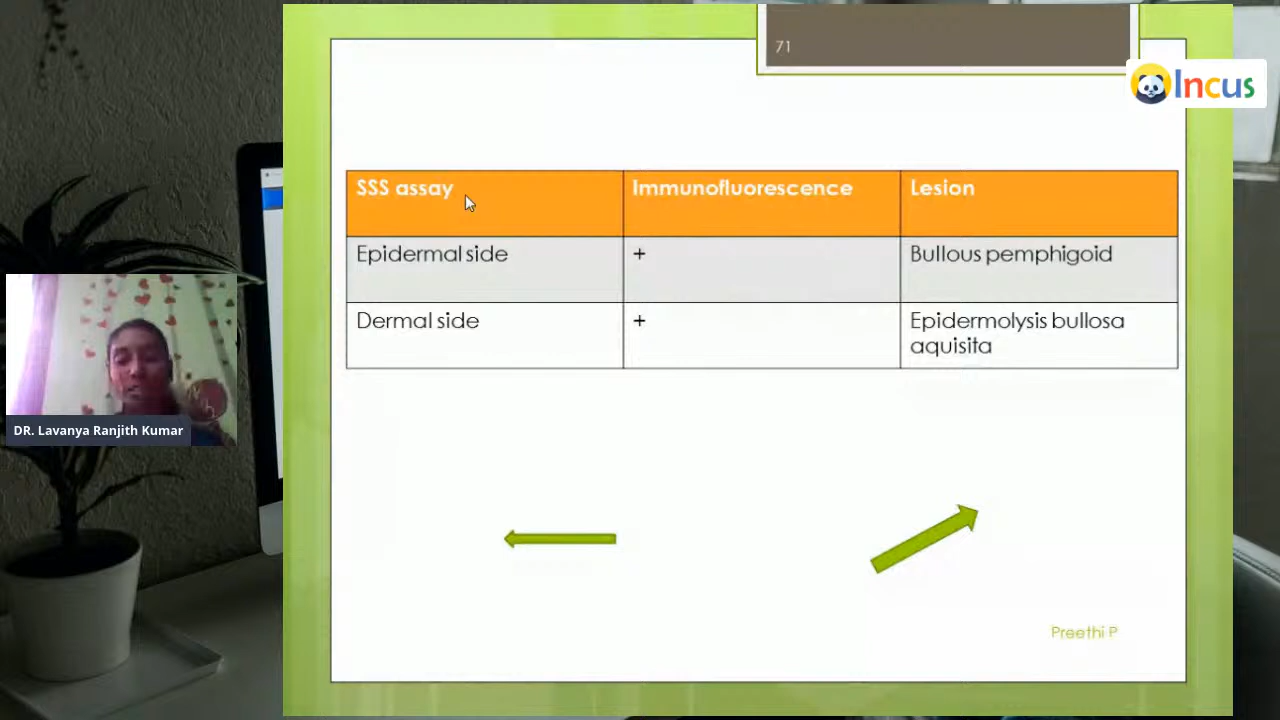 71
Incus
SSS assay
Immunofluorescence
Lesion
Epidermal side
+
Bullous pemphigoid
Dermal side
+
Epidermolysis bullosa
aquisita
DR. Lavanya Ranjith Kumar
Preethi P